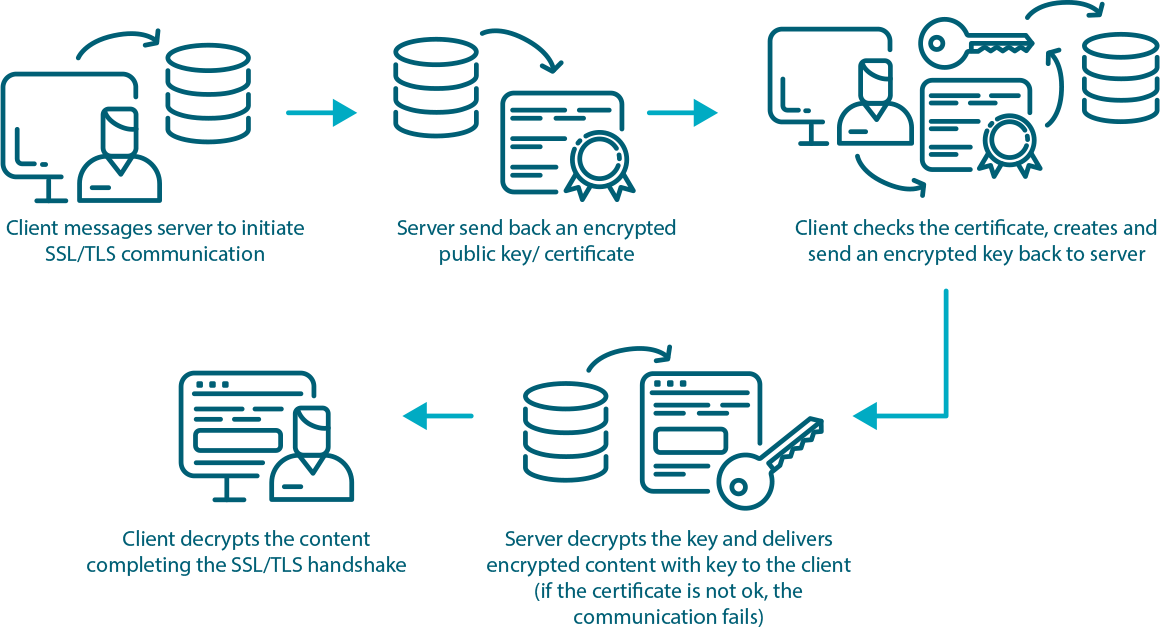 Client messages server to initiate
SSL/TLS communication
Server send back an encrypted
public key/ certificate
Client checks the certificate, creates and
send an encrypted key back to server
Client decrypts the content
completing the SSL/TLS handshake
Server decrypts the key and delivers
encrypted content with key to the client
(if the certificate is not ok, the
communication fails)